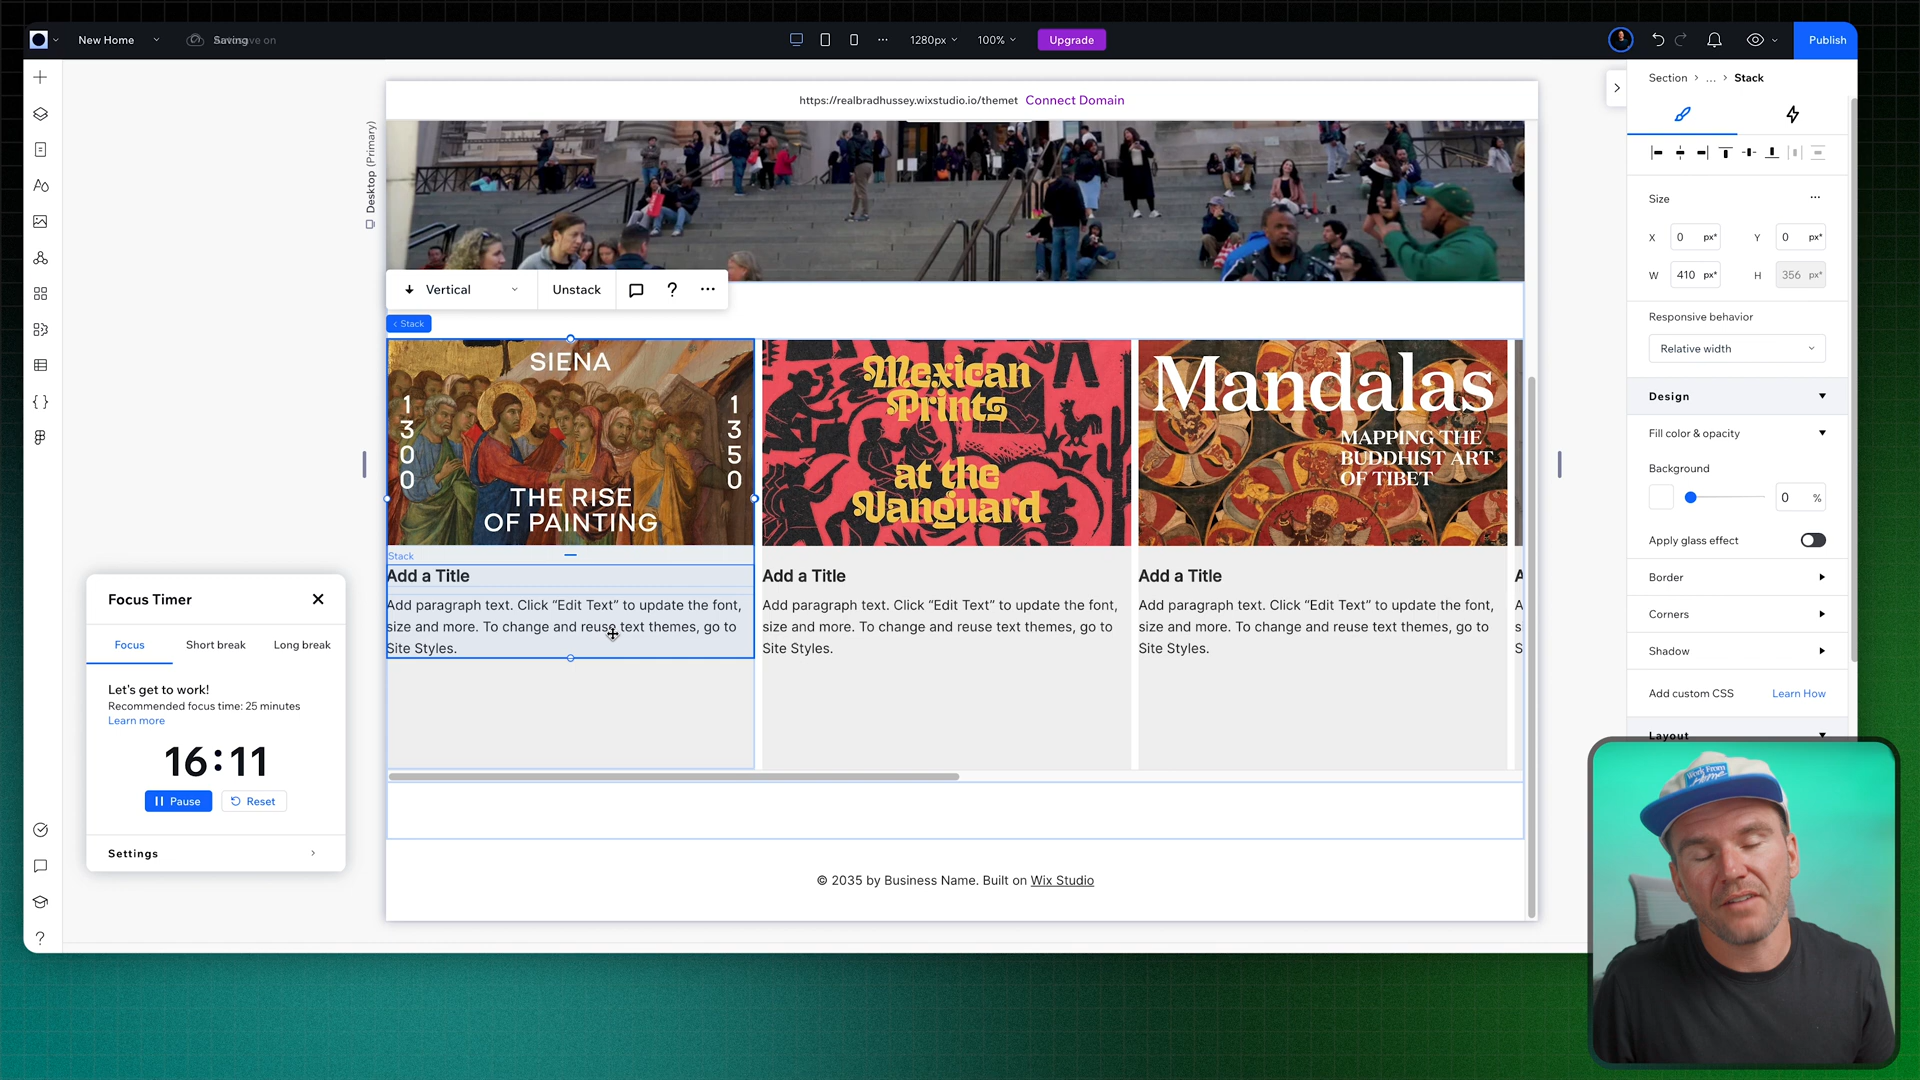 New Home
1280px
100%
Upgrade
Publish
https://realbradhussey.wixstudio.io/themet Connect Domain
Desktop (Primary)
Vertical
Unstack
?
Stack
SIENA
1300
1350
THE RISE
OF PAINTING
Mexican
Prints
at the
Vanguard
Mandalas
MAPPING THE
BUDDHIST ART
OF TIBET
Stack
Add a Title
Add paragraph text. Click “Edit Text” to update the font,
size and more. To change and reuse text themes, go to
Site Styles.
Add a Title
Add paragraph text. Click “Edit Text” to update the font,
size and more. To change and reuse text themes, go to
Site Styles.
Add a Title
Add paragraph text. Click “Edit Text” to update the font,
size and more. To change and reuse text themes, go to
Site Styles.
A
A
s
S
© 2035 by Business Name. Built on Wix Studio
Focus Timer
Focus
Short break
Long break
Let's get to work!
Recommended focus time: 25 minutes
Learn more
16:11
Pause
Reset
Settings
?
Section > ... > Stack
Size
X 0 px*
Y 0 px*
W 410 px*
H 356 px*
Responsive behavior
Relative width
Design
Fill color & opacity
Background
0 %
Apply glass effect
Border
Corners
Shadow
Add custom CSS
Learn How
Layout
Work From
Home